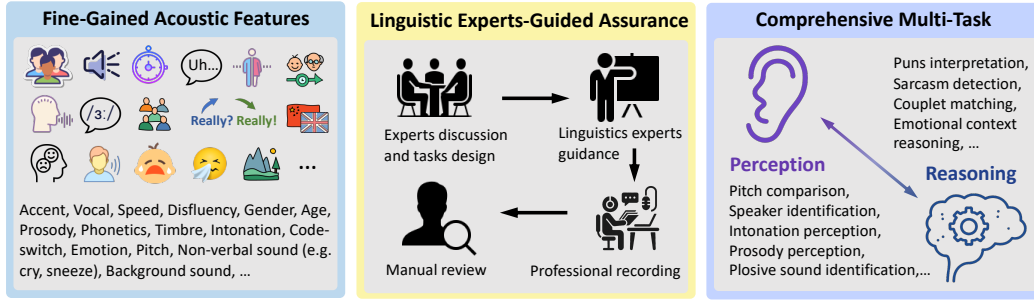 Fine-Gained Acoustic Features
Uh...
/ɜː/
Really? Really!
...
Accent, Vocal, Speed, Disfluency, Gender, Age,
Prosody, Phonetics, Timbre, Intonation, Code-
switch, Emotion, Pitch, Non-verbal sound (e.g.
cry, sneeze), Background sound, ...
Linguistic Experts-Guided Assurance
Experts discussion
and tasks design
Linguistics experts
guidance
Manual review
Professional recording
Comprehensive Multi-Task
Puns interpretation,
Sarcasm detection,
Couplet matching,
Emotional context
reasoning, ...
Perception
Reasoning
Pitch comparison,
Speaker identification,
Intonation perception,
Prosody perception,
Plosive sound identification,...